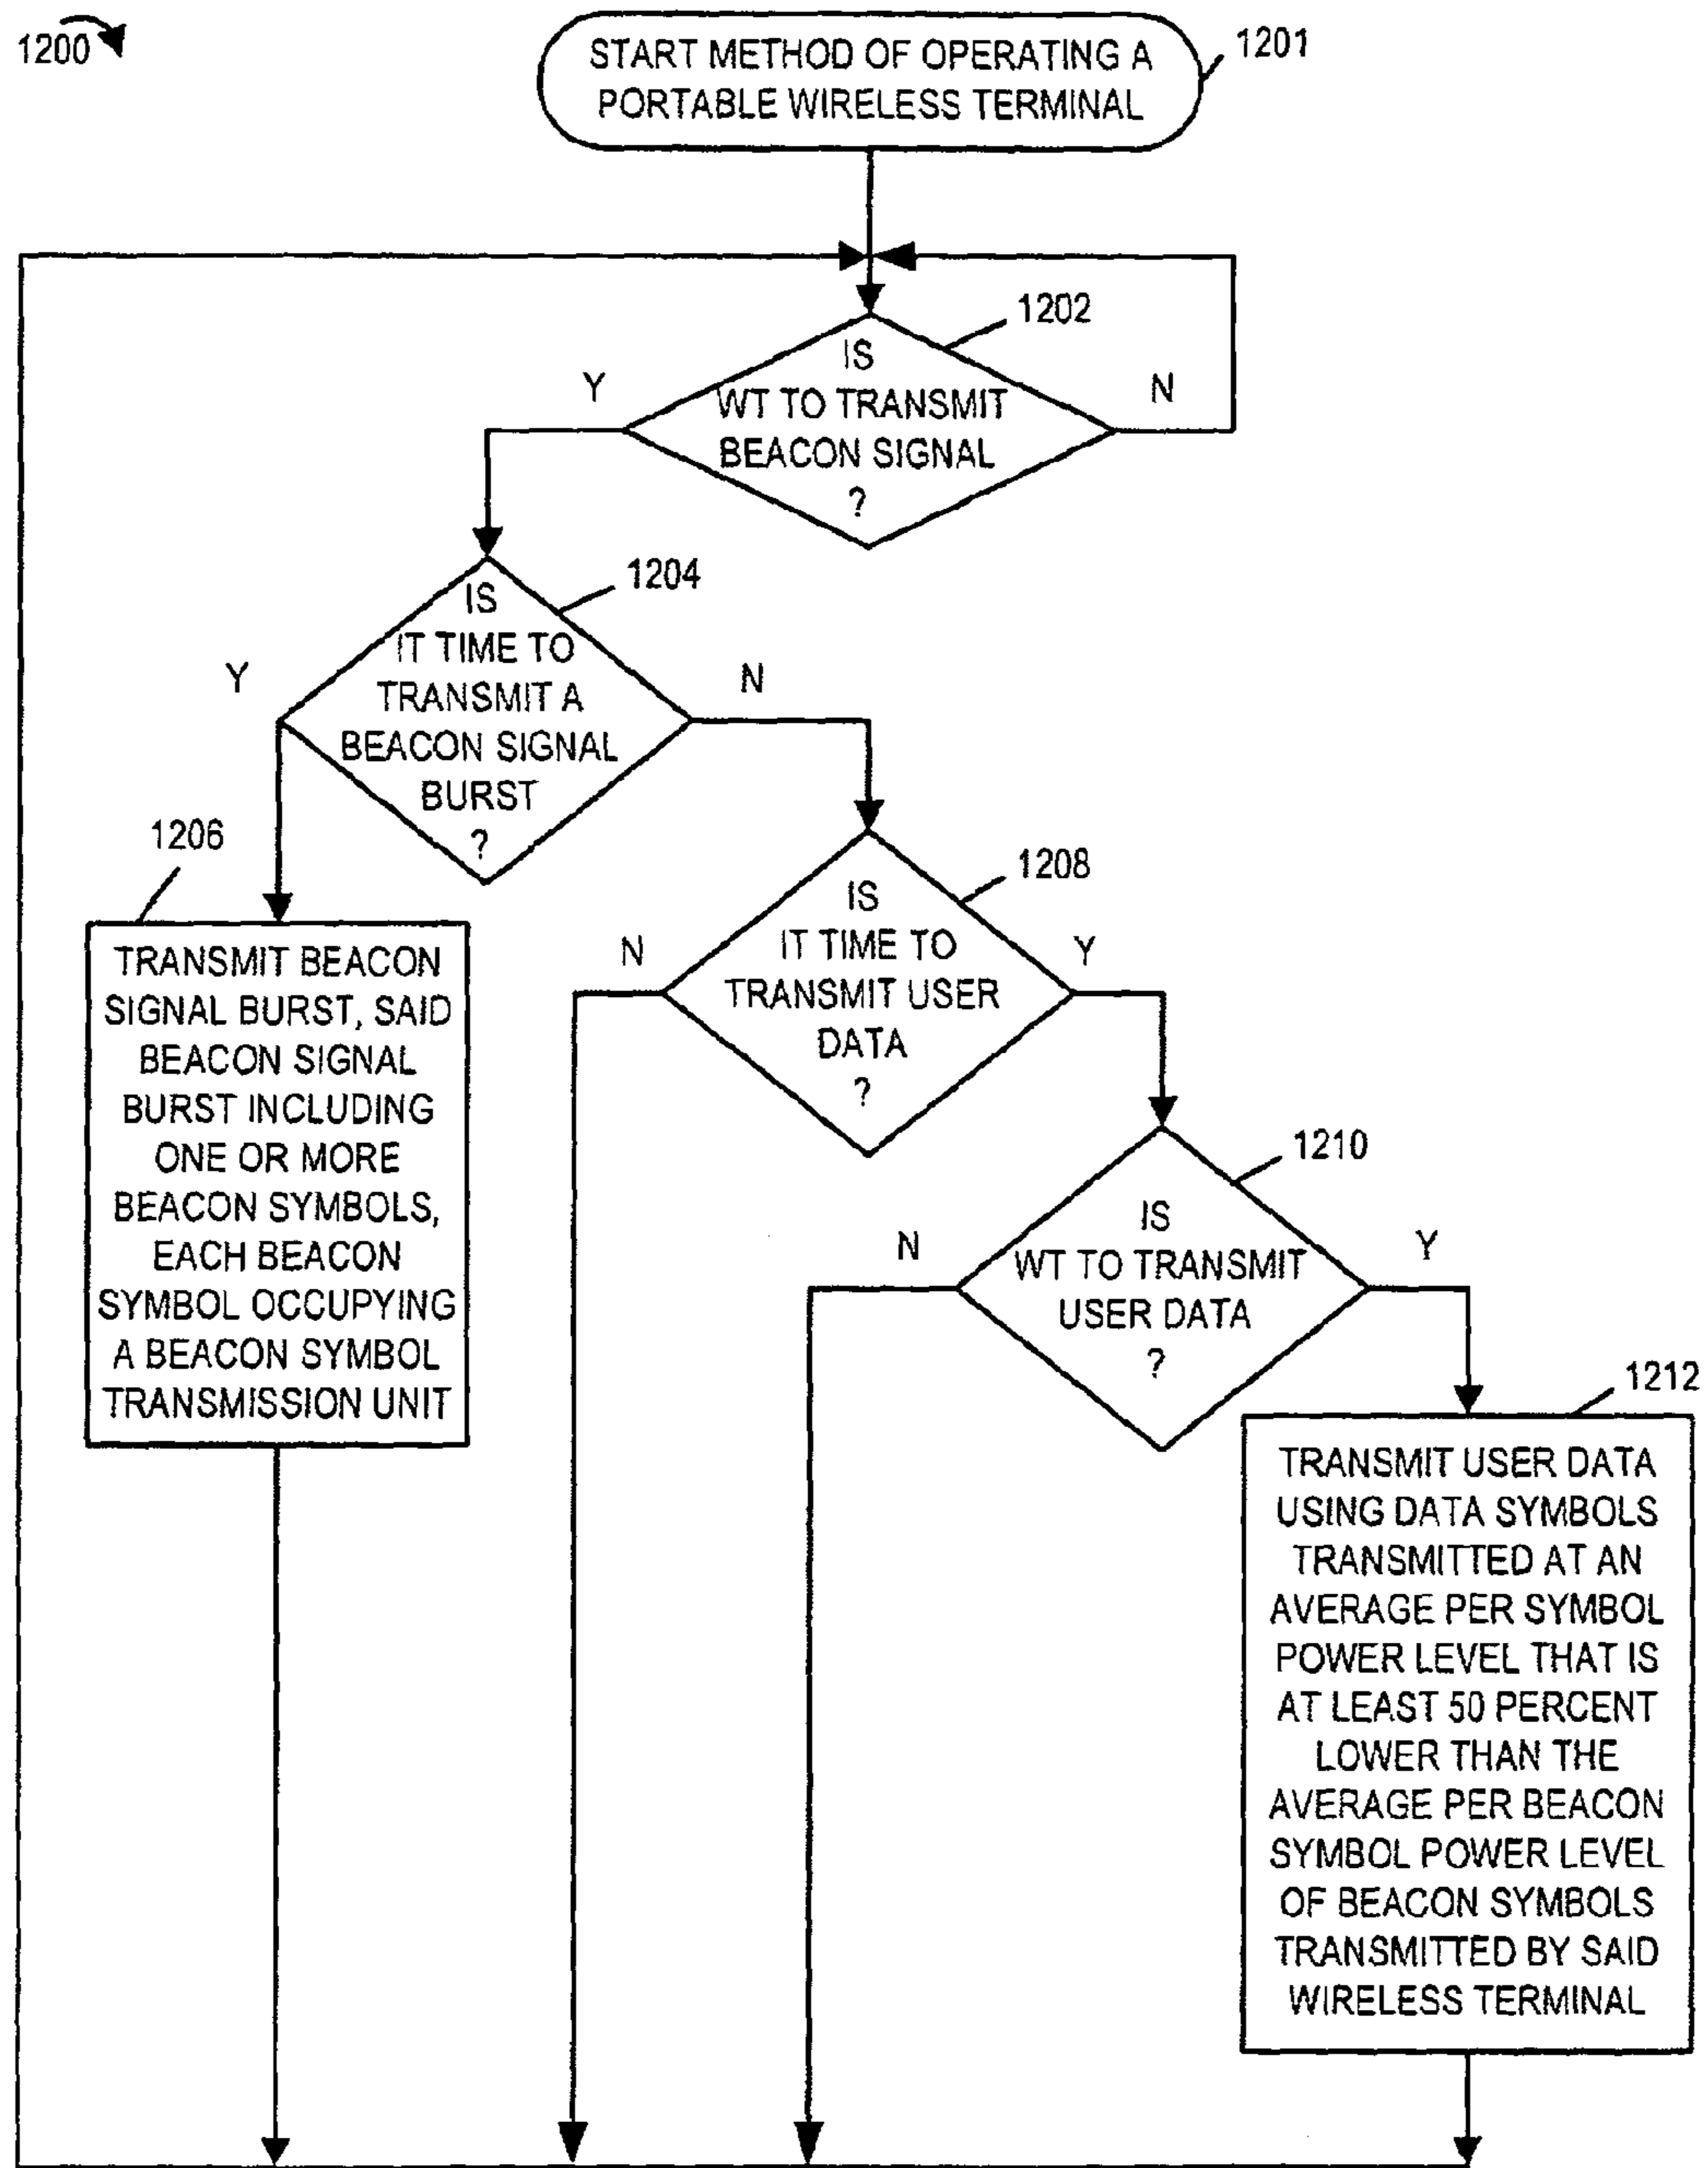 1200
START METHOD OF OPERATING A
PORTABLE WIRELESS TERMINAL
1201
1202
IS
WT TO TRANSMIT
BEACON SIGNAL
?
Y
N
1204
IS
IT TIME TO
TRANSMIT A
BEACON SIGNAL
BURST
?
Y
N
1206
TRANSMIT BEACON
SIGNAL BURST, SAID
BEACON SIGNAL
BURST INCLUDING
ONE OR MORE
BEACON SYMBOLS,
EACH BEACON
SYMBOL OCCUPYING
A BEACON SYMBOL
TRANSMISSION UNIT
1208
IS
IT TIME TO
TRANSMIT USER
DATA
?
N
Y
1210
IS
WT TO TRANSMIT
USER DATA
?
N
Y
1212
TRANSMIT USER DATA
USING DATA SYMBOLS
TRANSMITTED AT AN
AVERAGE PER SYMBOL
POWER LEVEL THAT IS
AT LEAST 50 PERCENT
LOWER THAN THE
AVERAGE PER BEACON
SYMBOL POWER LEVEL
OF BEACON SYMBOLS
TRANSMITTED BY SAID
WIRELESS TERMINAL